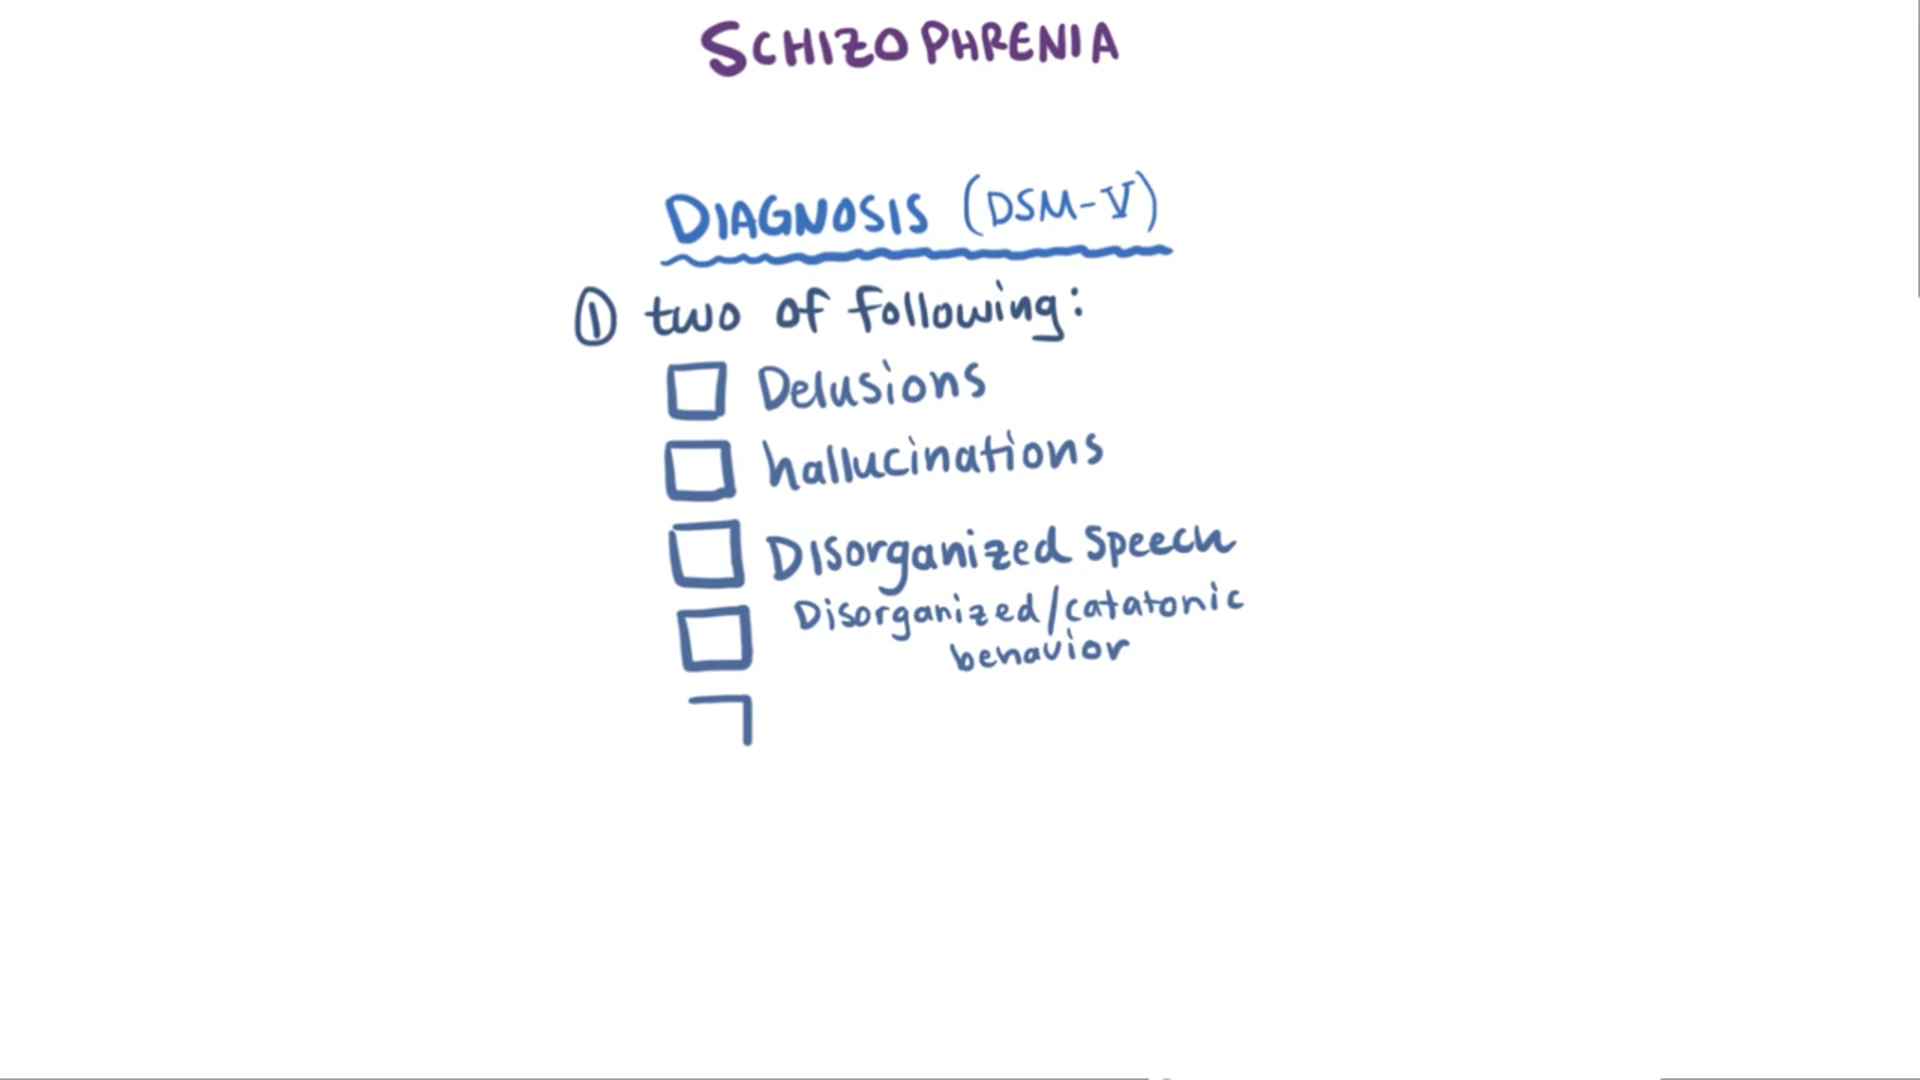 SCHIZOPHRENIA
DIAGNOSIS (DSM-V)
① two of following:
Delusions
hallucinations
Disorganized speech
Disorganized/catatonic
behavior